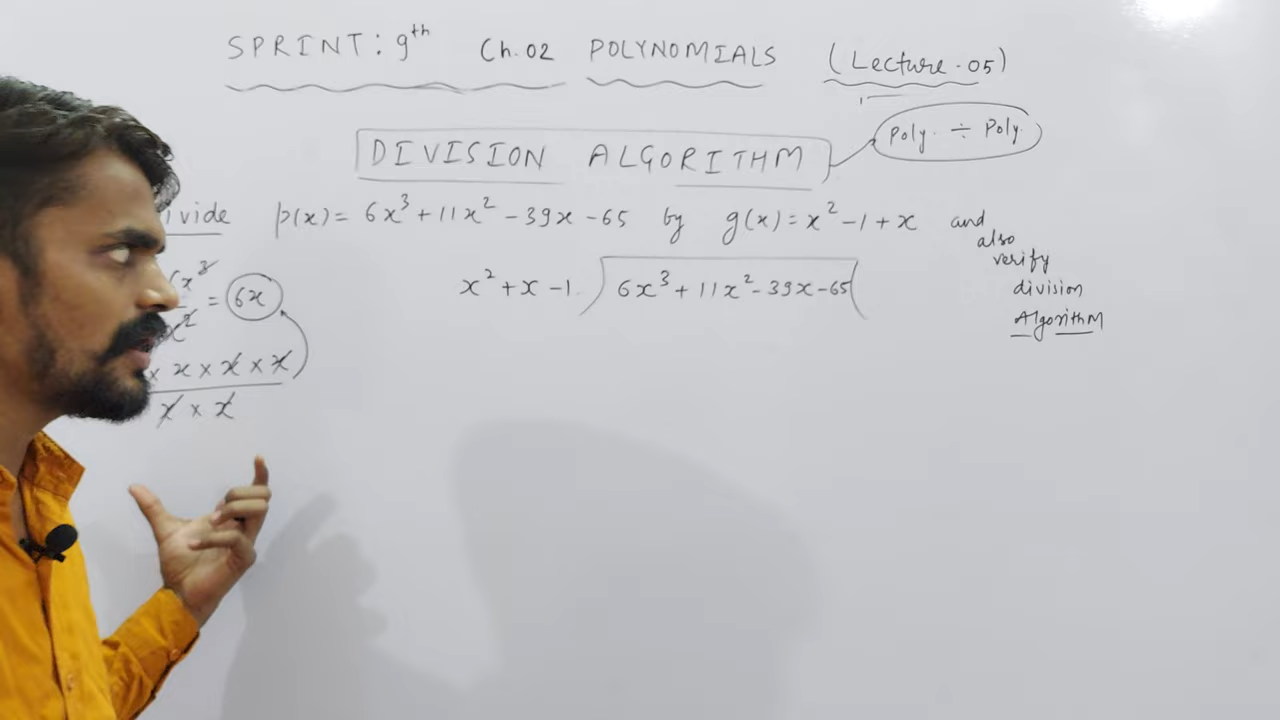 SPRINT: 9th Ch. 02 POLYNOMIALS (Lecture-05)
Poly. ÷ Poly.
DIVISION ALGORITHM
p(x) = 6x³ + 11x² - 39x - 65 by g(x) = x² - 1 + x and
also
verify
division
Algorithm
x² + x - 1 ) 6x³ + 11x² - 39x - 65 (
= 6x
x²
× x × x × x
x × x